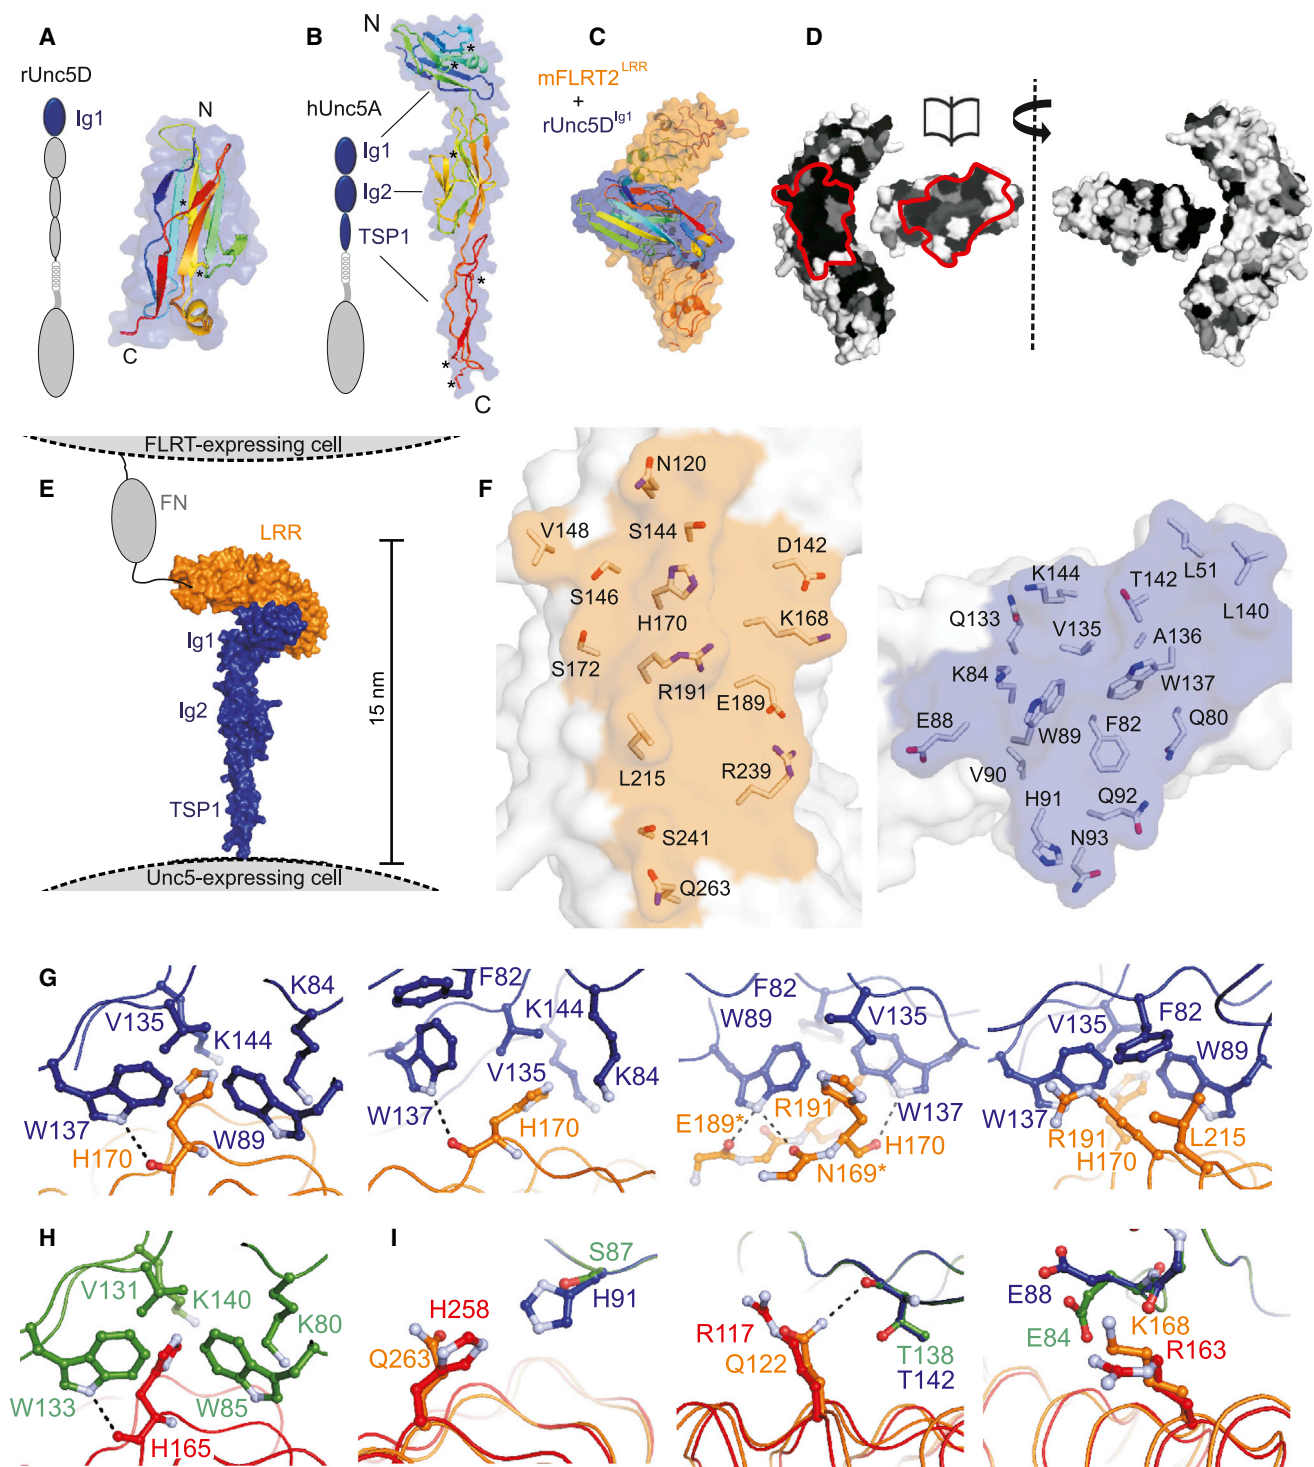 A
rUnc5D
Ig1
N
C
B
N
hUnc5A
Ig1
Ig2
TSP1
C
C
mFLRT2LRR
+
rUnc5DIg1
D
FLRT-expressing cell
E
FN
LRR
Ig1
Ig2
TSP1
15 nm
Unc5-expressing cell
F
N120
V148
S144
D142
S146
H170
K168
S172
R191
E189
L215
R239
S241
Q263
L51
K144
T142
L140
Q133
V135
A136
K84
W137
E88
W89
F82
Q80
V90
H91
Q92
N93
G
K84
V135
K144
W137
W89
H170
F82
K144
V135
K84
W137
H170
F82
W89
V135
R191
W137
E189*
H170
N169*
V135
F82
W89
W137
R191
L215
H170
H
V131
K140
K80
W133
W85
H165
I
S87
H91
H258
Q263
R117
Q122
T138
T142
E88
E84
K168
R163